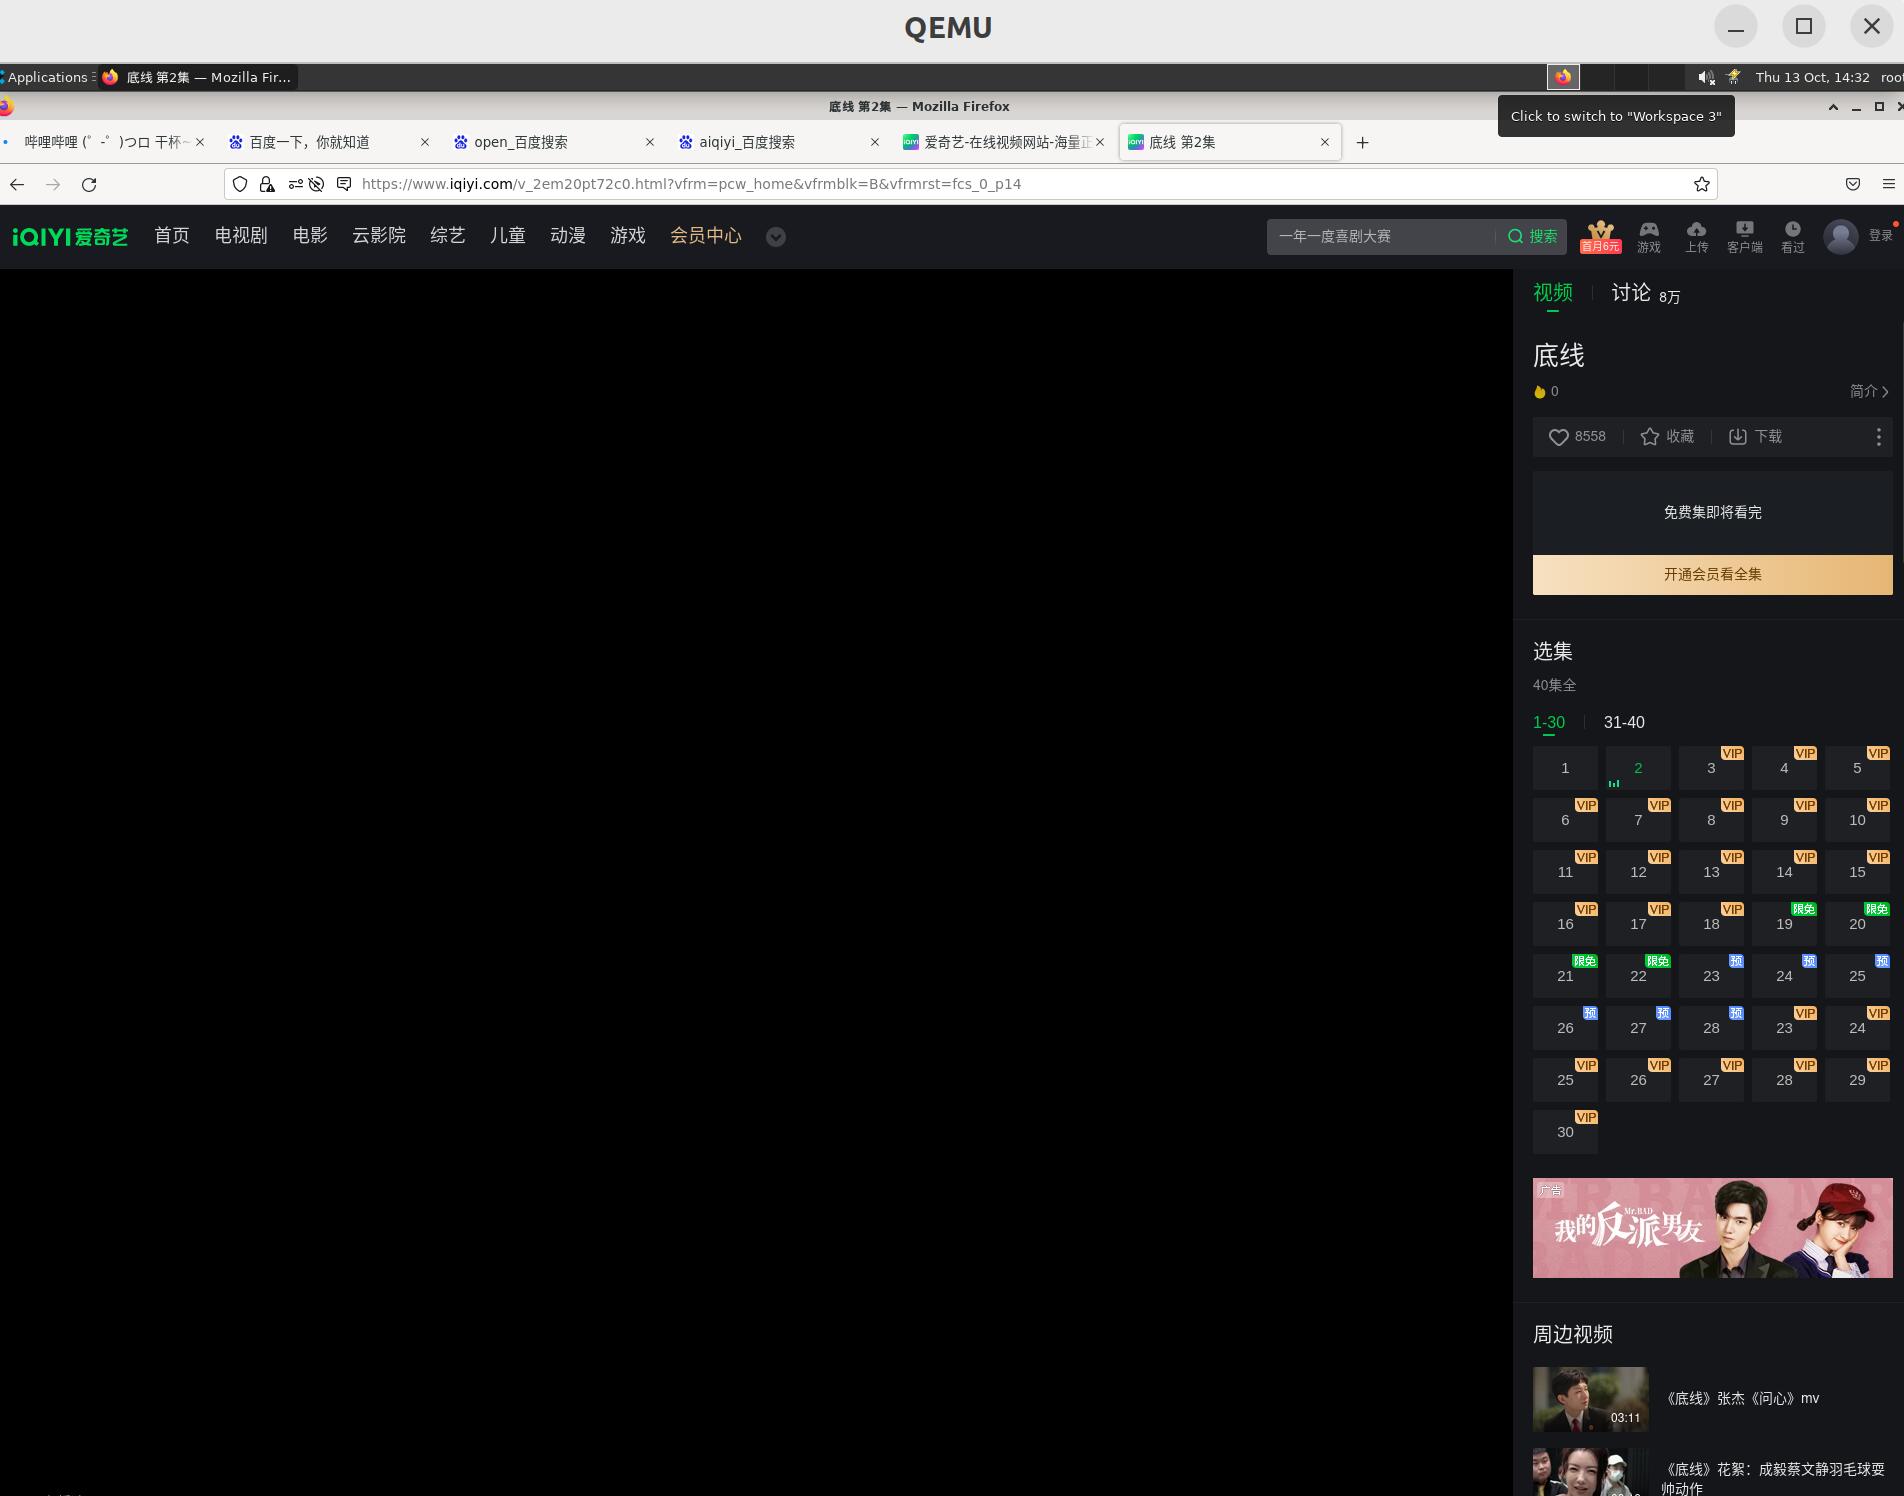 QEMU
Applications
底线 第2集 — Mozilla Fir...
Thu 13 Oct, 14:32
底线 第2集 — Mozilla Firefox
Click to switch to "Workspace 3"
哔哩哔哩 (゜-゜)つロ 干杯~
百度一下，你就知道
open_百度搜索
aiqiyi_百度搜索
爱奇艺-在线视频网站-海量正
底线 第2集
https://www.iqiyi.com/v_2em20pt72c0.html?vfrm=pcw_home&vfrmblk=B&vfrmrst=fcs_0_p14
iQIYI 爱奇艺
首页 电视剧 电影 云影院 综艺 儿童 动漫 游戏 会员中心
一年一度喜剧大赛
搜索
首月6元
游戏
上传
客户端
看过
登录
视频
讨论 8万
底线
0
简介
8558
收藏
下载
免费集即将看完
开通会员看全集
选集
40集全
1-30
31-40
1 2 3 VIP 4 VIP 5 VIP
6 VIP 7 VIP 8 VIP 9 VIP 10 VIP
11 VIP 12 VIP 13 VIP 14 VIP 15 VIP
16 VIP 17 VIP 18 VIP 19 限免 20 限免
21 限免 22 限免 23 预 24 预 25 预
26 预 27 预 28 预 23 VIP 24 VIP
25 VIP 26 VIP 27 VIP 28 VIP 29 VIP
30 VIP
广告
Mr.BAD
我的反派男友
周边视频
03:11
《底线》张杰《问心》mv
《底线》花絮：成毅蔡文静羽毛球耍
帅动作